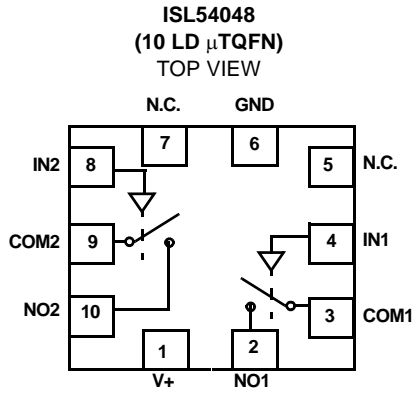 ISL54048
(10 LD μTQFN)
TOP VIEW
N.C. GND
7 6
IN2 8 5 N.C.
COM2 9 4 IN1
NO2 10 3 COM1
1 2
V+ NO1